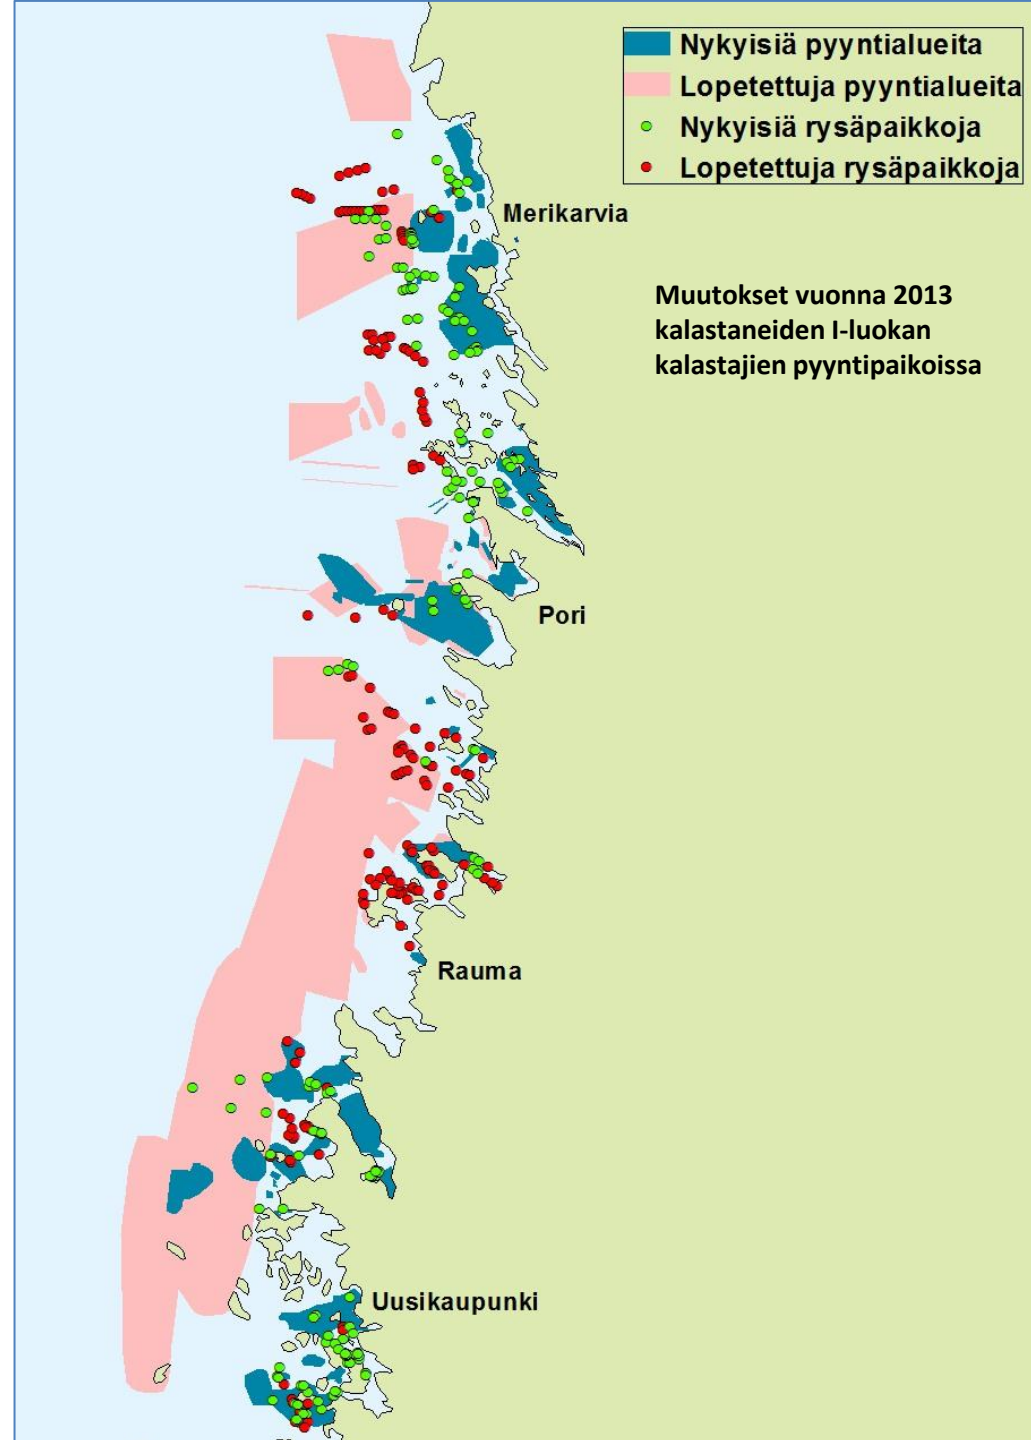 Nykyisiä pyyntialueita
Lopetettuja pyyntialueita
Nykyisiä rysäpaikkoja
Lopetettuja rysäpaikkoja
Merikarvia
Muutokset vuonna 2013
kalastaneiden I-luokan
kalastajien pyyntipaikoissa
Pori
Rauma
Uusikaupunki